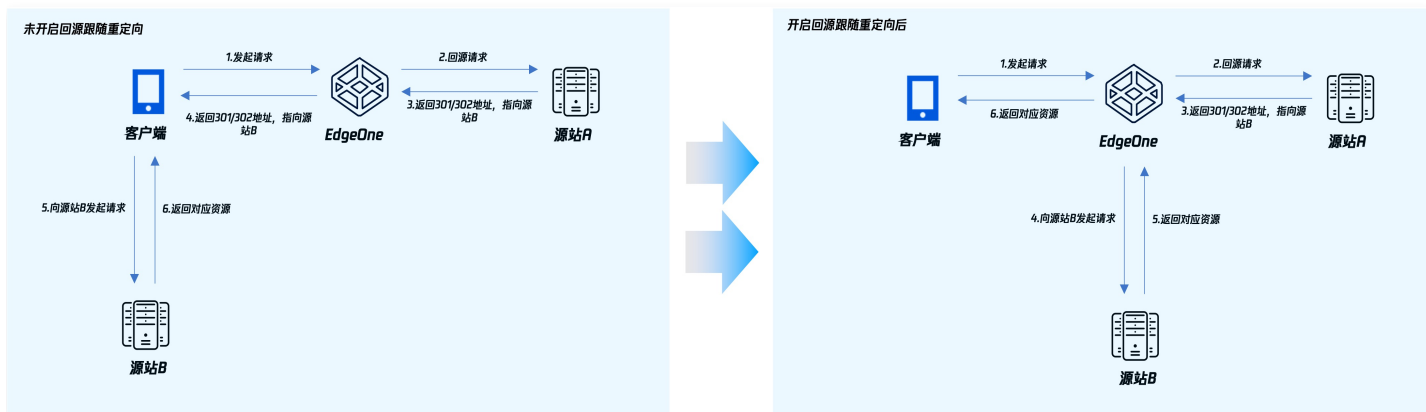 未开启回源跟随重定向
1.发起请求
2.回源请求
3.返回301/302地址，指向源
站B
4.返回301/302地址，指向源
站B
客户端
EdgeOne
源站A
5.向源站B发起请求
6.返回对应资源
源站B
开启回源跟随重定向后
1.发起请求
2.回源请求
6.返回对应资源
3.返回301/302地址，指向源
站B
客户端
EdgeOne
源站A
4.向源站B发起请求
5.返回对应资源
源站B